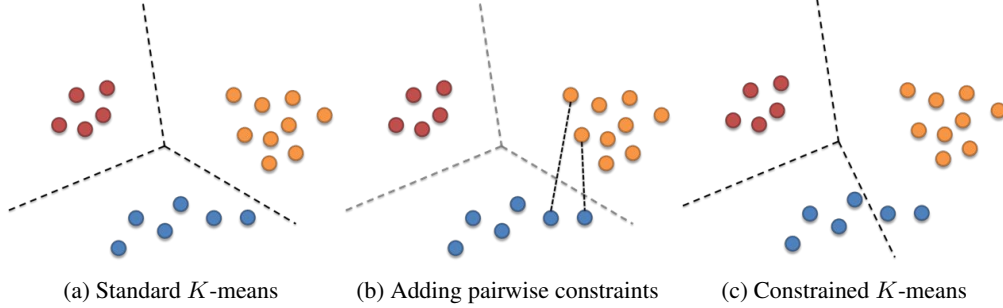 (a) Standard K-means
(b) Adding pairwise constraints
(c) Constrained K-means